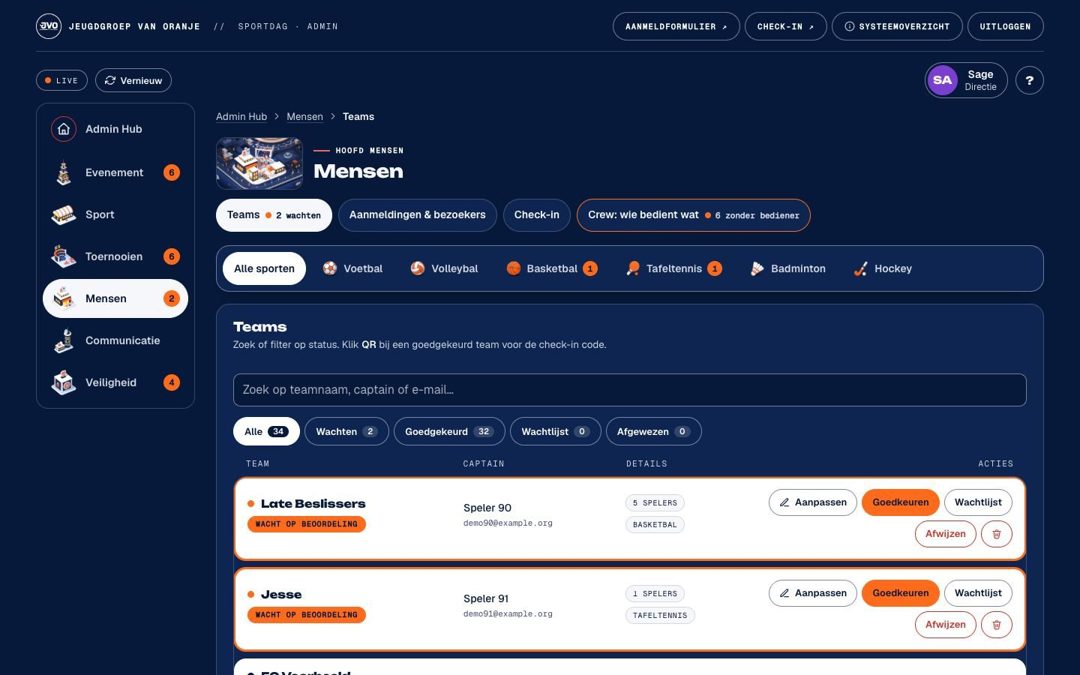 JVO JEUGDGROEP VAN ORANJE // SPORTDAG · ADMIN
AANMELDFORMULIER ↗ CHECK-IN ↗ SYSTEEMOVERZICHT UITLOGGEN
LIVE Vernieuw
SA Sage
Directie
?
Admin Hub
Evenement 6
Sport
Toernooien 6
Mensen 2
Communicatie
Veiligheid 4
Admin Hub > Mensen > Teams
HOOFD MENSEN
Mensen
Teams 2 wachten
Aanmeldingen & bezoekers
Check-in
Crew: wie bedient wat 6 zonder bediener
Alle sporten Voetbal Volleybal Basketbal 1 Tafeltennis 1 Badminton Hockey
Teams
Zoek of filter op status. Klik QR bij een goedgekeurd team voor de check-in code.
Zoek op teamnaam, captain of e-mail...
Alle 34 Wachten 2 Goedgekeurd 32 Wachtlijst 0 Afgewezen 0
TEAM CAPTAIN DETAILS ACTIES
Late Beslissers
WACHT OP BEOORDELING
Speler 90
demo90@example.org
5 SPELERS
BASKETBAL
Aanpassen Goedkeuren Wachtlijst
Afwijzen
Jesse
WACHT OP BEOORDELING
Speler 91
demo91@example.org
1 SPELERS
TAFELTENNIS
Aanpassen Goedkeuren Wachtlijst
Afwijzen